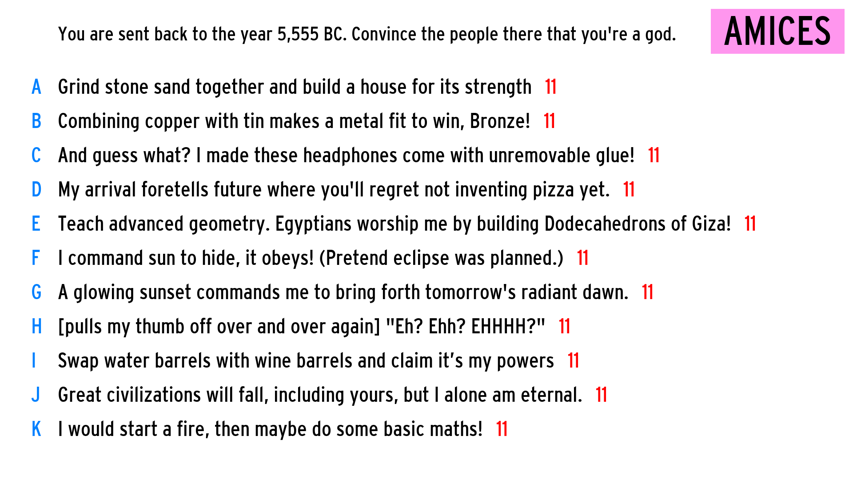 You are sent back to the year 5,555 BC. Convince the people there that you're a god.
AMICES
A Grind stone sand together and build a house for its strength 11
B Combining copper with tin makes a metal fit to win, Bronze! 11
C And guess what? I made these headphones come with unremovable glue! 11
D My arrival foretells future where you'll regret not inventing pizza yet. 11
E Teach advanced geometry. Egyptians worship me by building Dodecahedrons of Giza! 11
F I command sun to hide, it obeys! (Pretend eclipse was planned.) 11
G A glowing sunset commands me to bring forth tomorrow's radiant dawn. 11
H [pulls my thumb off over and over again] "Eh? Ehh? EHHHH?" 11
I Swap water barrels with wine barrels and claim it’s my powers 11
J Great civilizations will fall, including yours, but I alone am eternal. 11
K I would start a fire, then maybe do some basic maths! 11